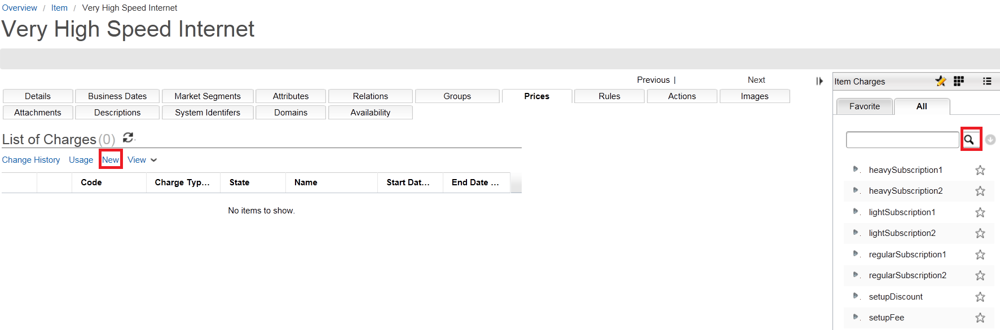 Overview / Item / Very High Speed Internet
Very High Speed Internet
Previous | Next
Details Business Dates Market Segments Attributes Relations Groups Prices Rules Actions Images
Attachments Descriptions System Identifers Domains Availability
List of Charges (0)
Change History Usage New View
Code Charge Typ... State Name Start Dat... End Date ...
No items to show.
Item Charges
Favorite All
heavySubscription1
heavySubscription2
lightSubscription1
lightSubscription2
regularSubscription1
regularSubscription2
setupDiscount
setupFee